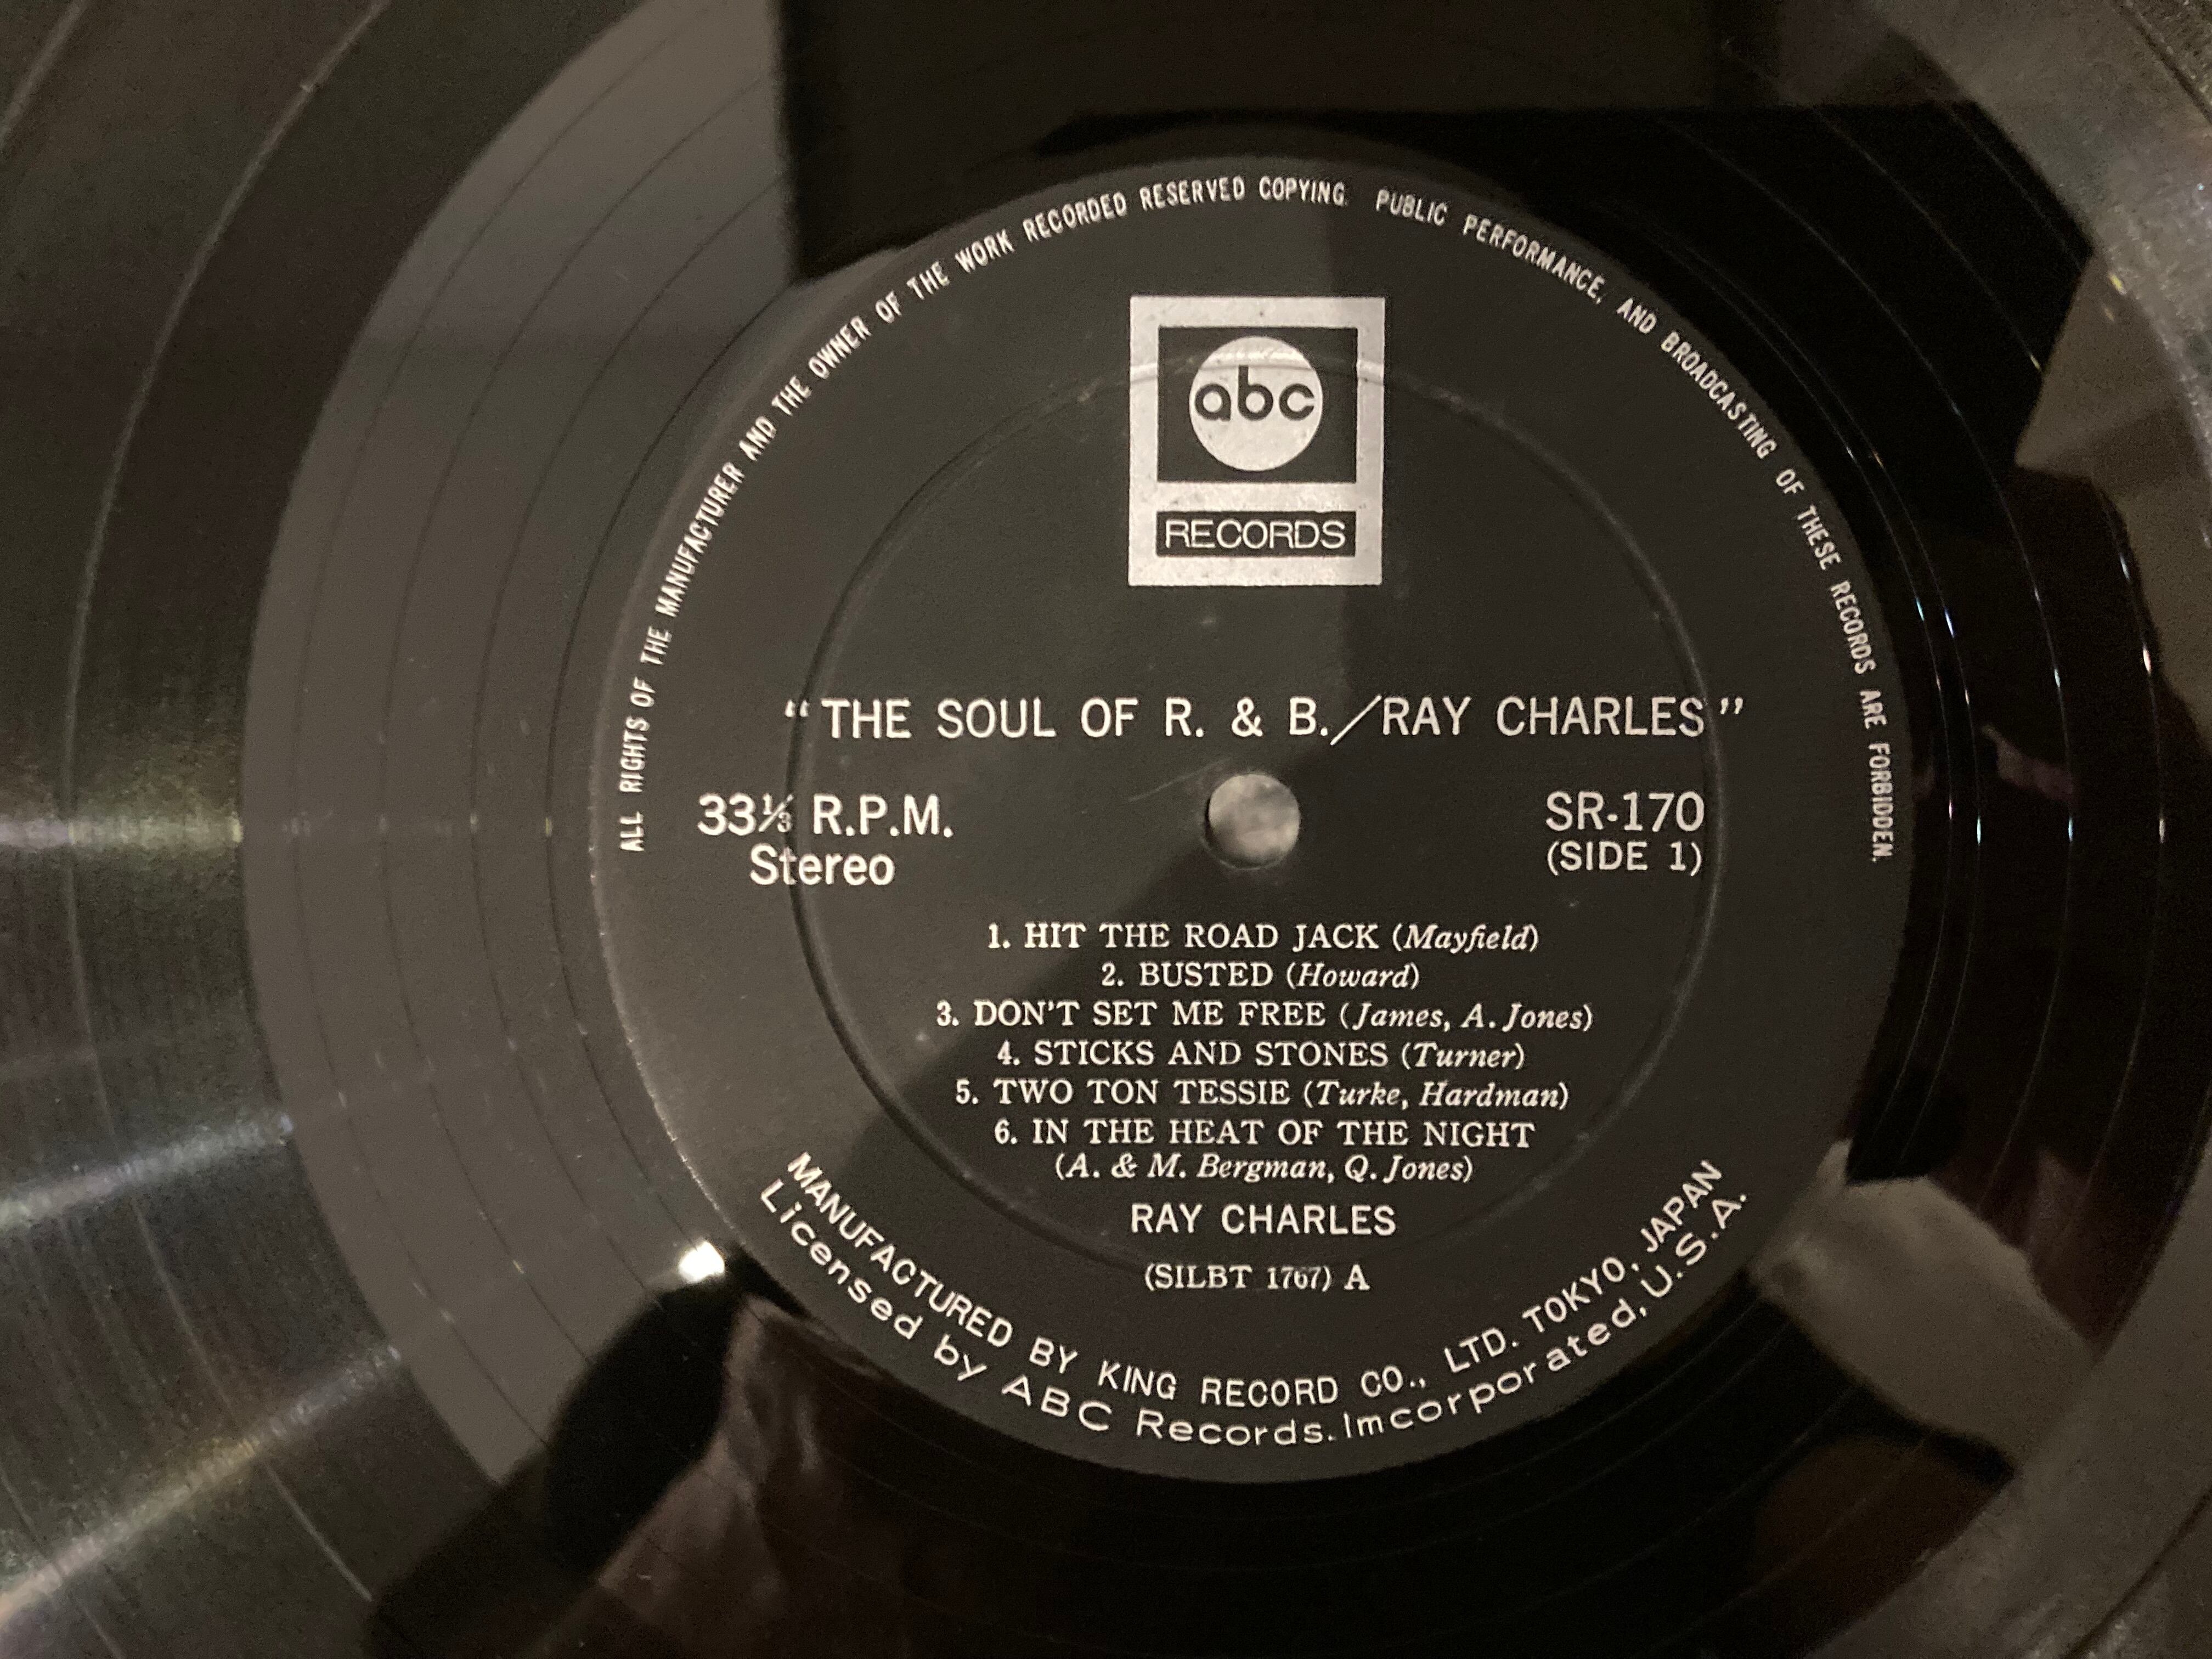 ALL RIGHTS OF THE MANUFACTURER AND THE OWNER OF THE WORK RECORDED RESERVED COPYING. PUBLIC PERFORMANCE, AND BROADCASTING OF THESE RECORDS ARE FORBIDDEN.
abc
RECORDS
“THE SOUL OF R. & B./RAY CHARLES”
33⅓ R.P.M.
Stereo
SR-170
(SIDE 1)
1. HIT THE ROAD JACK (Mayfield)
2. BUSTED (Howard)
3. DON'T SET ME FREE (James, A. Jones)
4. STICKS AND STONES (Turner)
5. TWO TON TESSIE (Turke, Hardman)
6. IN THE HEAT OF THE NIGHT
(A. & M. Bergman, Q. Jones)
RAY CHARLES
(SILBT 1767) A
MANUFACTURED BY KING RECORD CO., LTD. TOKYO, JAPAN
Licensed by ABC Records. Imcorporated, U.S.A.